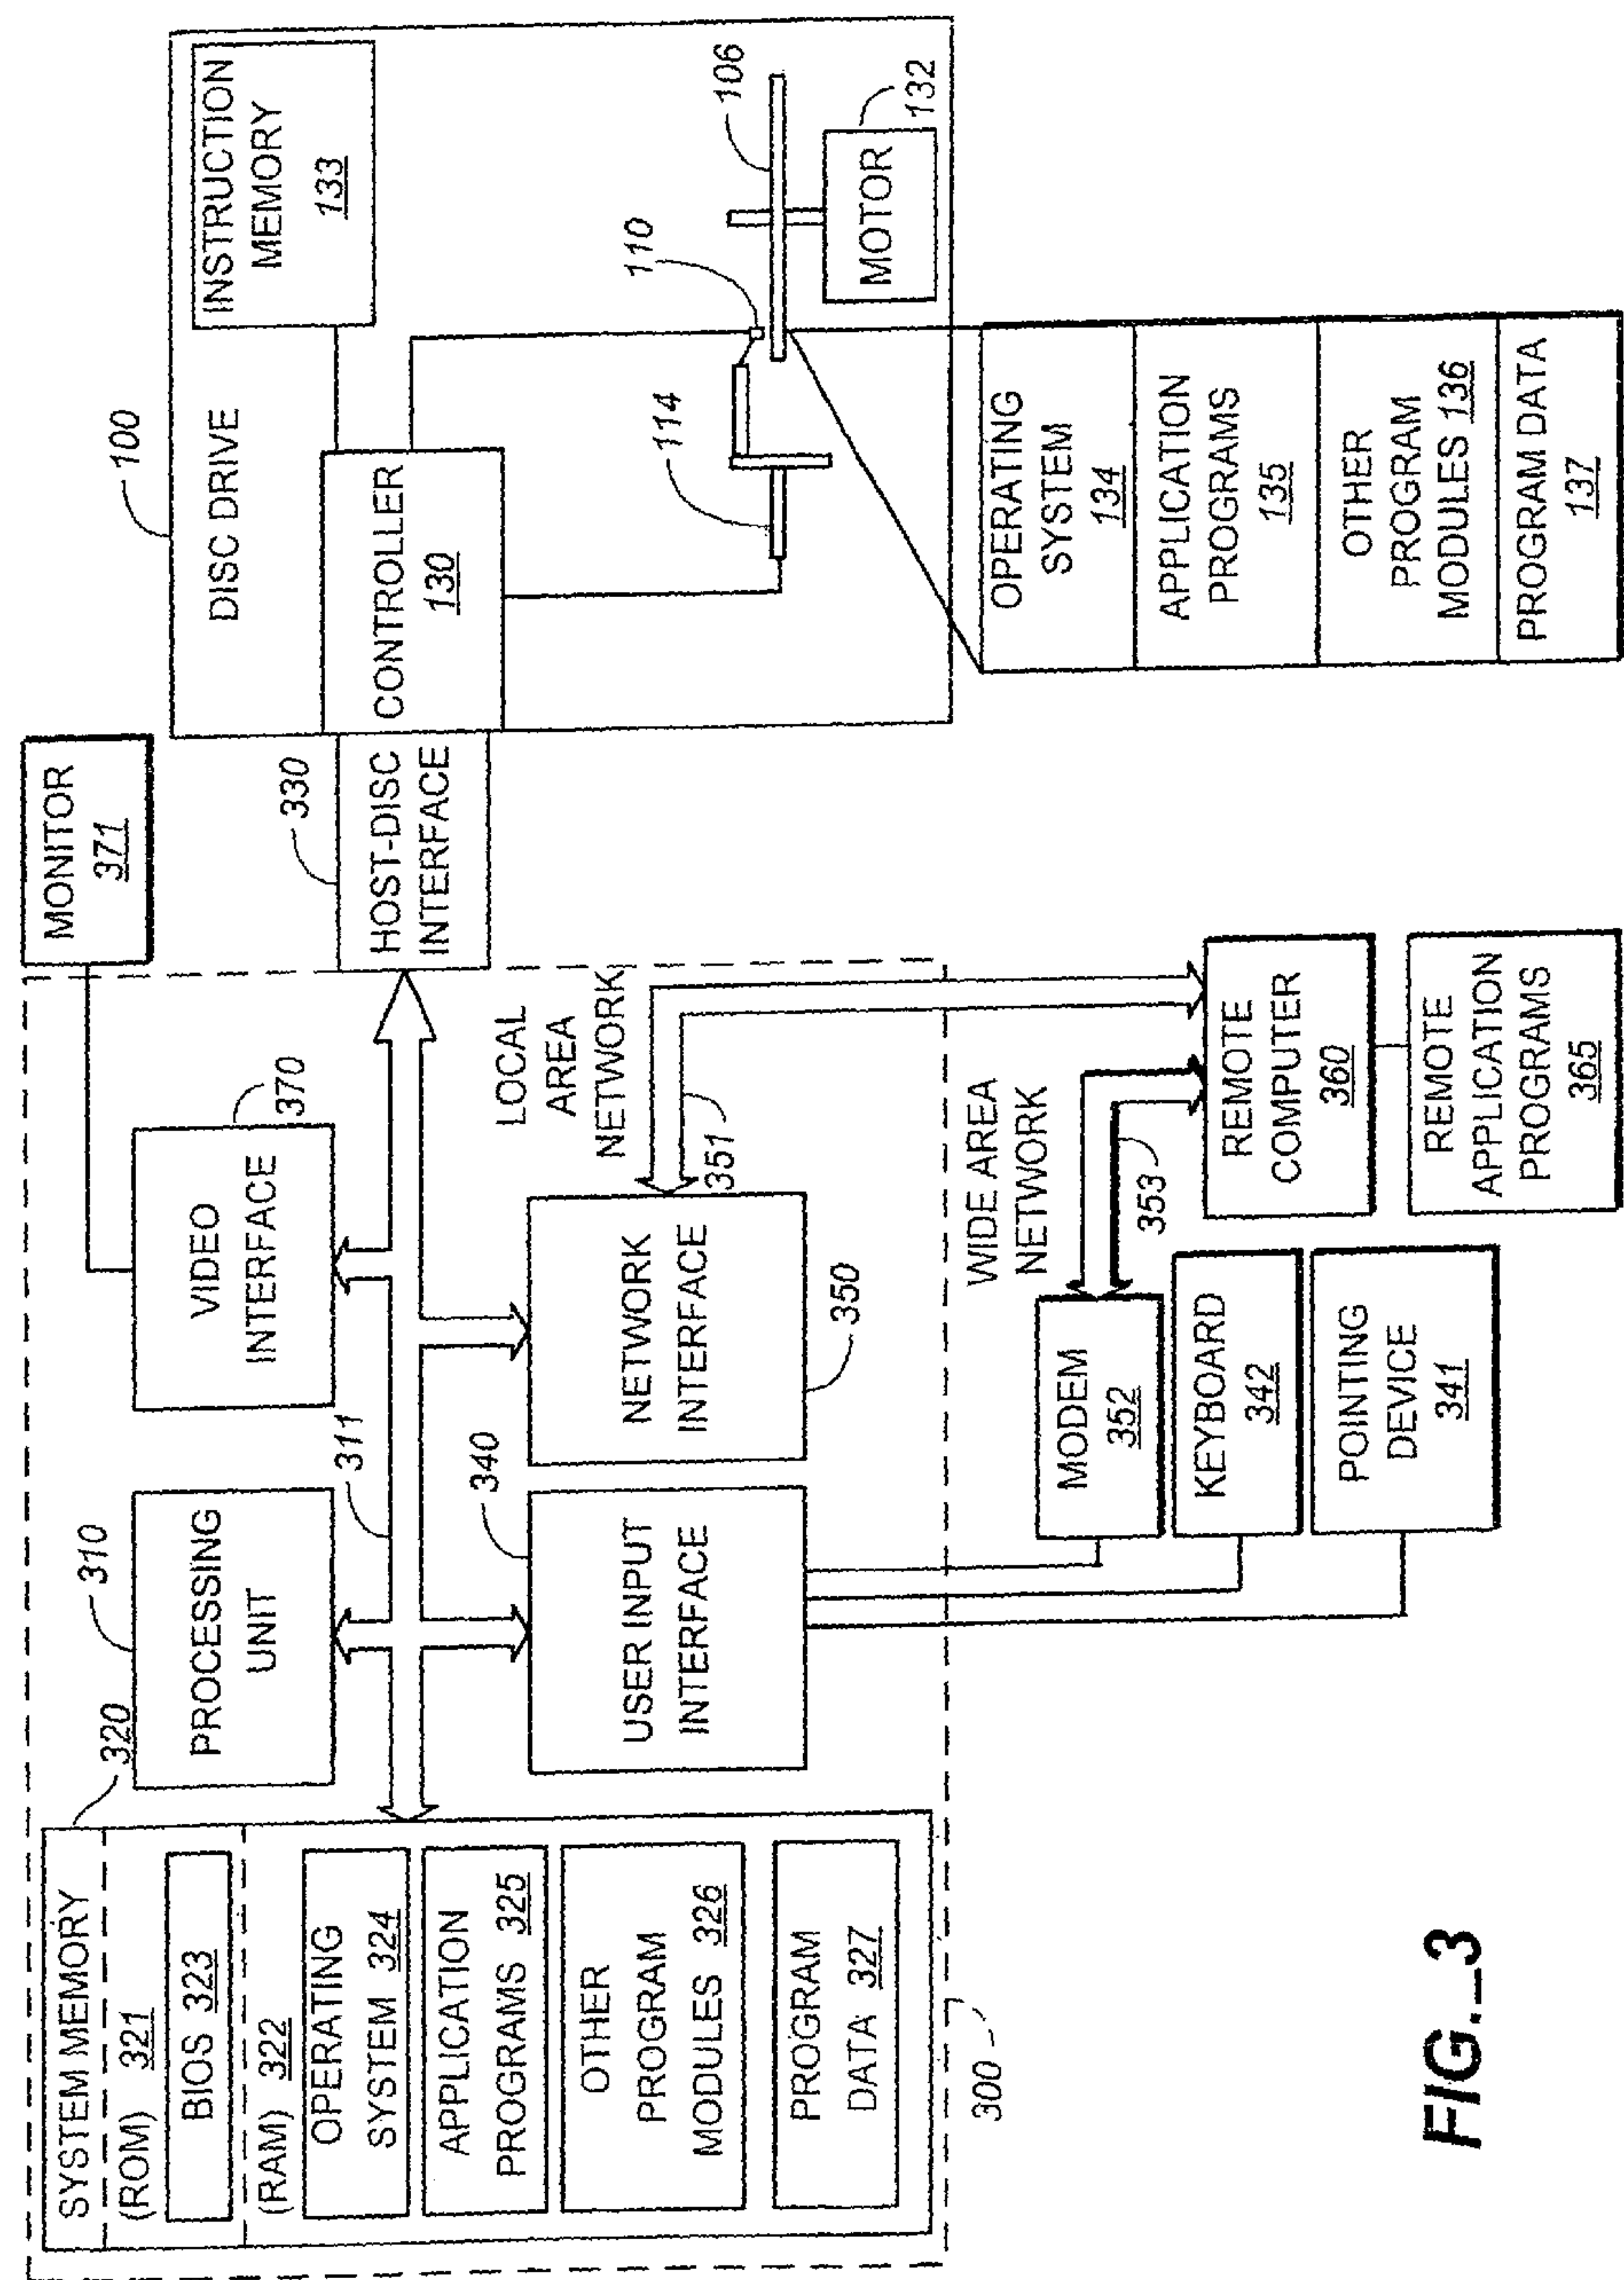 SYSTEM MEMORY
320
(ROM) 321
BIOS 323
(RAM) 322
OPERATING
SYSTEM 324
APPLICATION
PROGRAMS 325
OTHER
PROGRAM
MODULES 326
PROGRAM
DATA 327
300
310
PROCESSING
UNIT
311
VIDEO
INTERFACE
370
MONITOR
371
340
USER INPUT
INTERFACE
NETWORK
INTERFACE
350
LOCAL
AREA
NETWORK
351
330
HOST-DISC
INTERFACE
100
DISC DRIVE
INSTRUCTION
MEMORY
133
CONTROLLER
130
114
110
106
MOTOR
132
OPERATING
SYSTEM
134
APPLICATION
PROGRAMS
135
OTHER
PROGRAM
MODULES 136
PROGRAM DATA
137
WIDE AREA
NETWORK
353
MODEM
352
KEYBOARD
342
POINTING
DEVICE
341
REMOTE
COMPUTER
360
REMOTE
APPLICATION
PROGRAMS
365
FIG._3